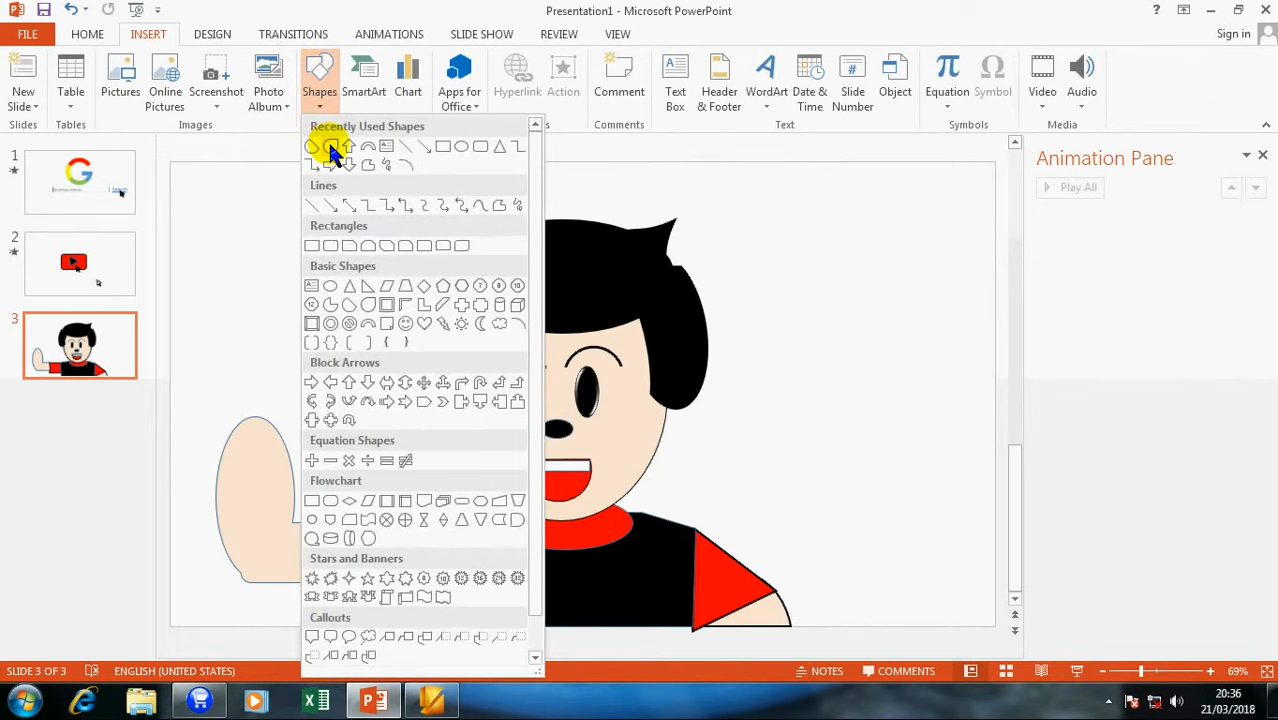 Presentation1 - Microsoft PowerPoint
FILE HOME INSERT DESIGN TRANSITIONS ANIMATIONS SLIDE SHOW REVIEW VIEW Sign in
New Slide Table Pictures Online Pictures Screenshot Photo Album Shapes SmartArt Chart Apps for Office Hyperlink Action Comment Text Box Header & Footer WordArt Date & Time Slide Number Object Equation Symbol Video Audio
Slides Tables Images Comments Text Symbols Media
Recently Used Shapes
Lines
Rectangles
Basic Shapes
Block Arrows
Equation Shapes
Flowchart
Stars and Banners
Callouts
1
2
3
Animation Pane
Play All
SLIDE 3 OF 3 ENGLISH (UNITED STATES) NOTES COMMENTS 69%
20:36
21/03/2018